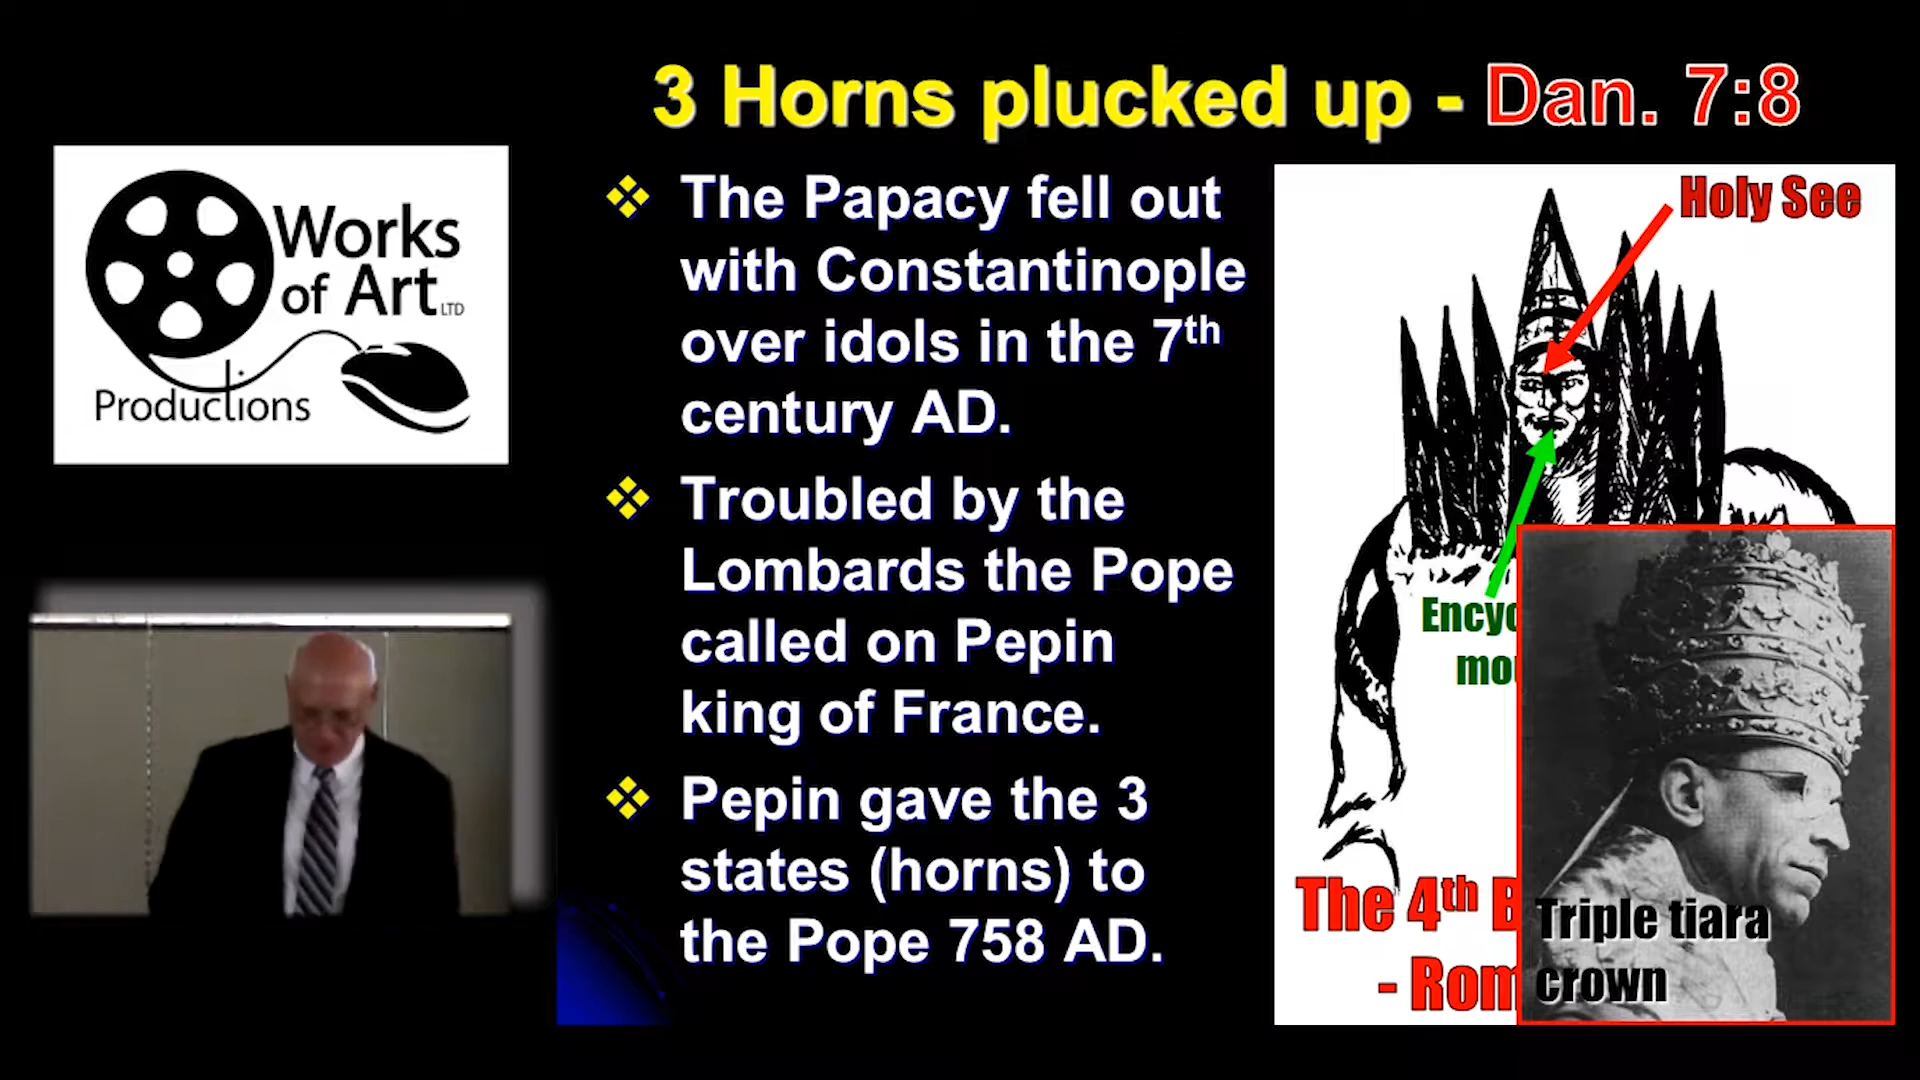 3 Horns plucked up - Dan. 7:8
Works
of Art LTD
Productions
❖ The Papacy fell out
with Constantinople
over idols in the 7th
century AD.
❖ Troubled by the
Lombards the Pope
called on Pepin
king of France.
❖ Pepin gave the 3
states (horns) to
the Pope 758 AD.
Holy See
Ency
mo
The 4th B
- Rom
Triple tiara
crown